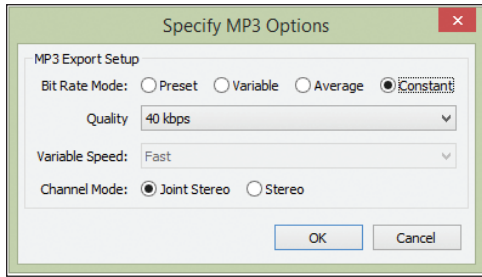 Specify MP3 Options
MP3 Export Setup
Bit Rate Mode: Preset Variable Average Constant
Quality 40 kbps
Variable Speed: Fast
Channel Mode: Joint Stereo Stereo
OK Cancel